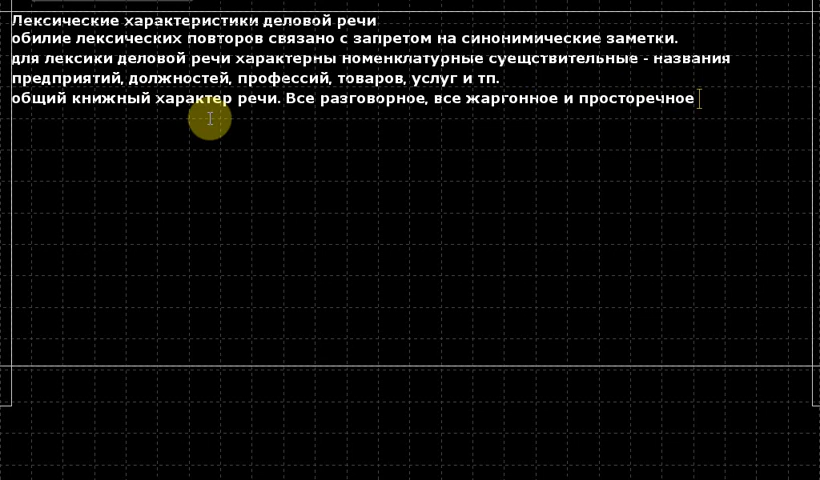 Лексические характеристики деловой речи
обилие лексических повторов связано с запретом на синонимические заметки.
для лексики деловой речи характерны номенклатурные суещствительные - названия
предприятий, должностей, профессий, товаров, услуг и тп.
общий книжный характер речи. Все разговорное, все жаргонное и просторечное